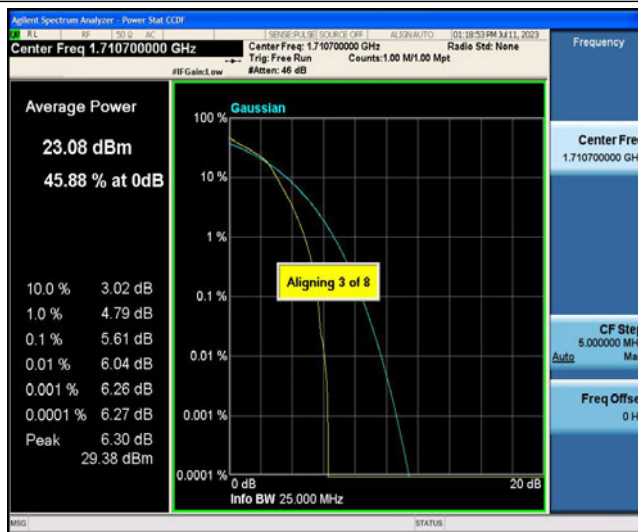 Agilent Spectrum Analyzer - Power Stat CCDF
RL RF 50 Ω AC SENSE:PULSE SOURCE OFF ALIGNAUTO 01:18:53 PM Jul 11, 2023
Center Freq 1.710700000 GHz
Center Freq: 1.710700000 GHz Radio Std: None
Trig: Free Run Counts:1.00 M/1.00 Mpt
#IFGain:Low #Atten: 46 dB
Frequency
Average Power
23.08 dBm
45.88 % at 0dB
10.0 % 3.02 dB
1.0 % 4.79 dB
0.1 % 5.61 dB
0.01 % 6.04 dB
0.001 % 6.26 dB
0.0001 % 6.27 dB
Peak 6.30 dB
29.38 dBm
Gaussian
100 %
10 %
1 %
Aligning 3 of 8
0.1 %
0.01 %
0.001 %
0.0001 %
0 dB 20 dB
Info BW 25.000 MHz
Center Fre
1.710700000 GH
CF Ste
5.000000 MH
Auto Ma
Freq Offse
0 H
MSG STATUS